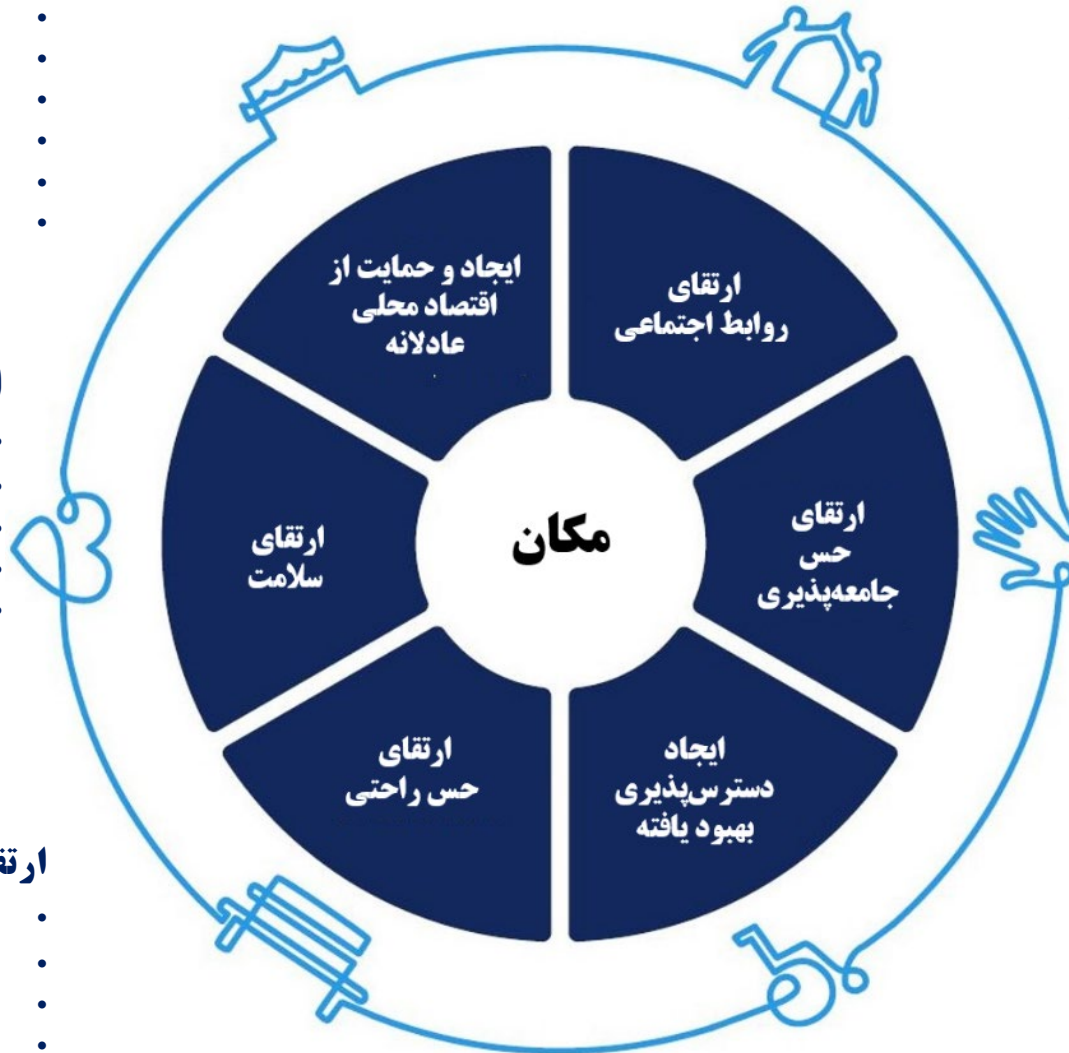 ارتقای
روابط اجتماعی
ایجاد و حمایت از
اقتصاد محلی
عادلانه
ارتقای
حس
جامعه‌پذیری
مکان
ارتقای
سلامت
ایجاد
دسترس‌پذیری
بهبود یافته
ارتقای
حس راحتی